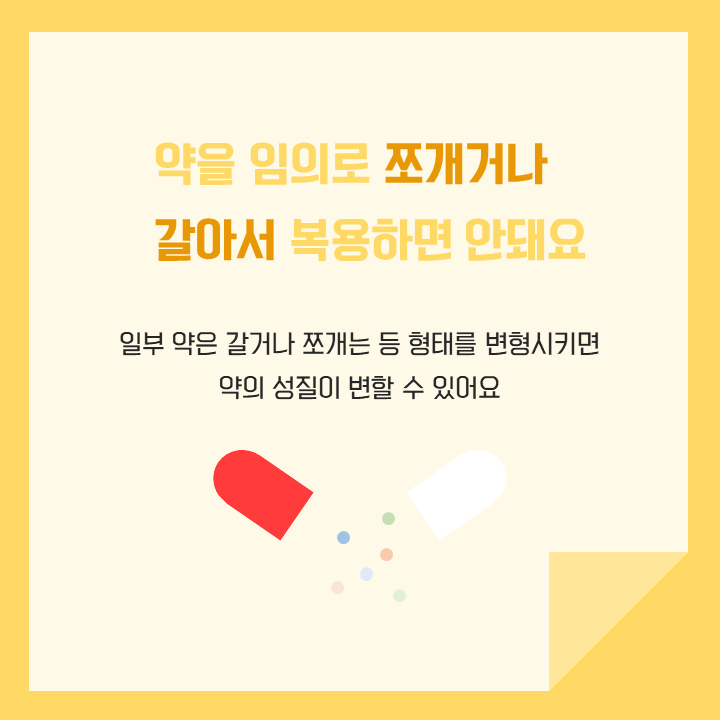 약을 임의로 쪼개거나
갈아서 복용하면 안돼요
일부 약은 갈거나 쪼개는 등 형태를 변형시키면
약의 성질이 변할 수 있어요